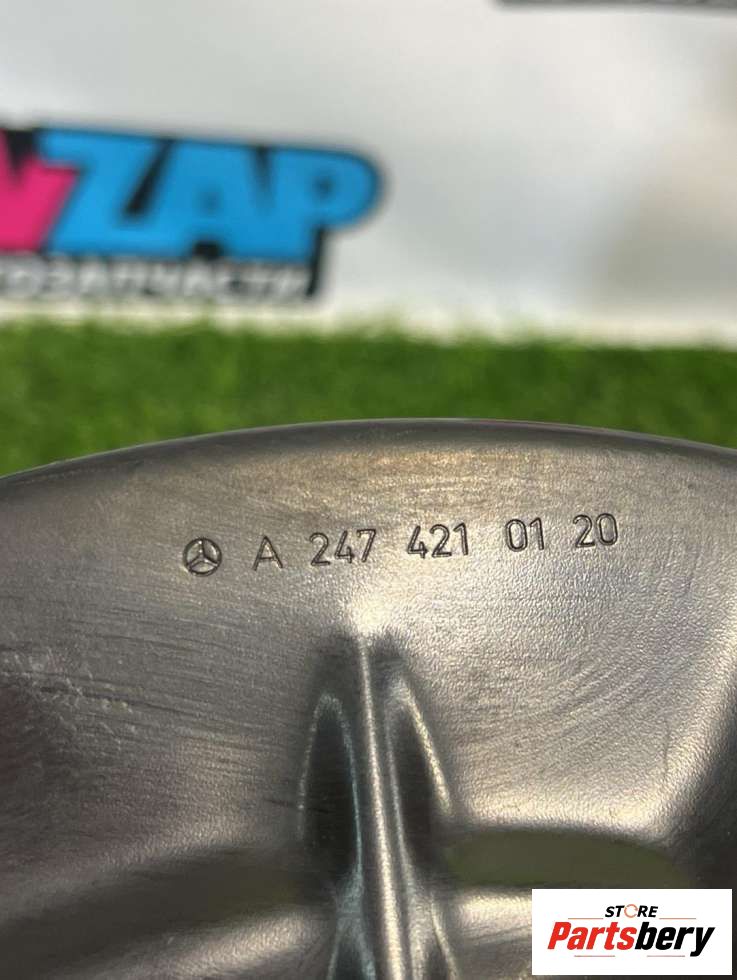 ZAP
A 247 421 01 20
STORE
Partsbery